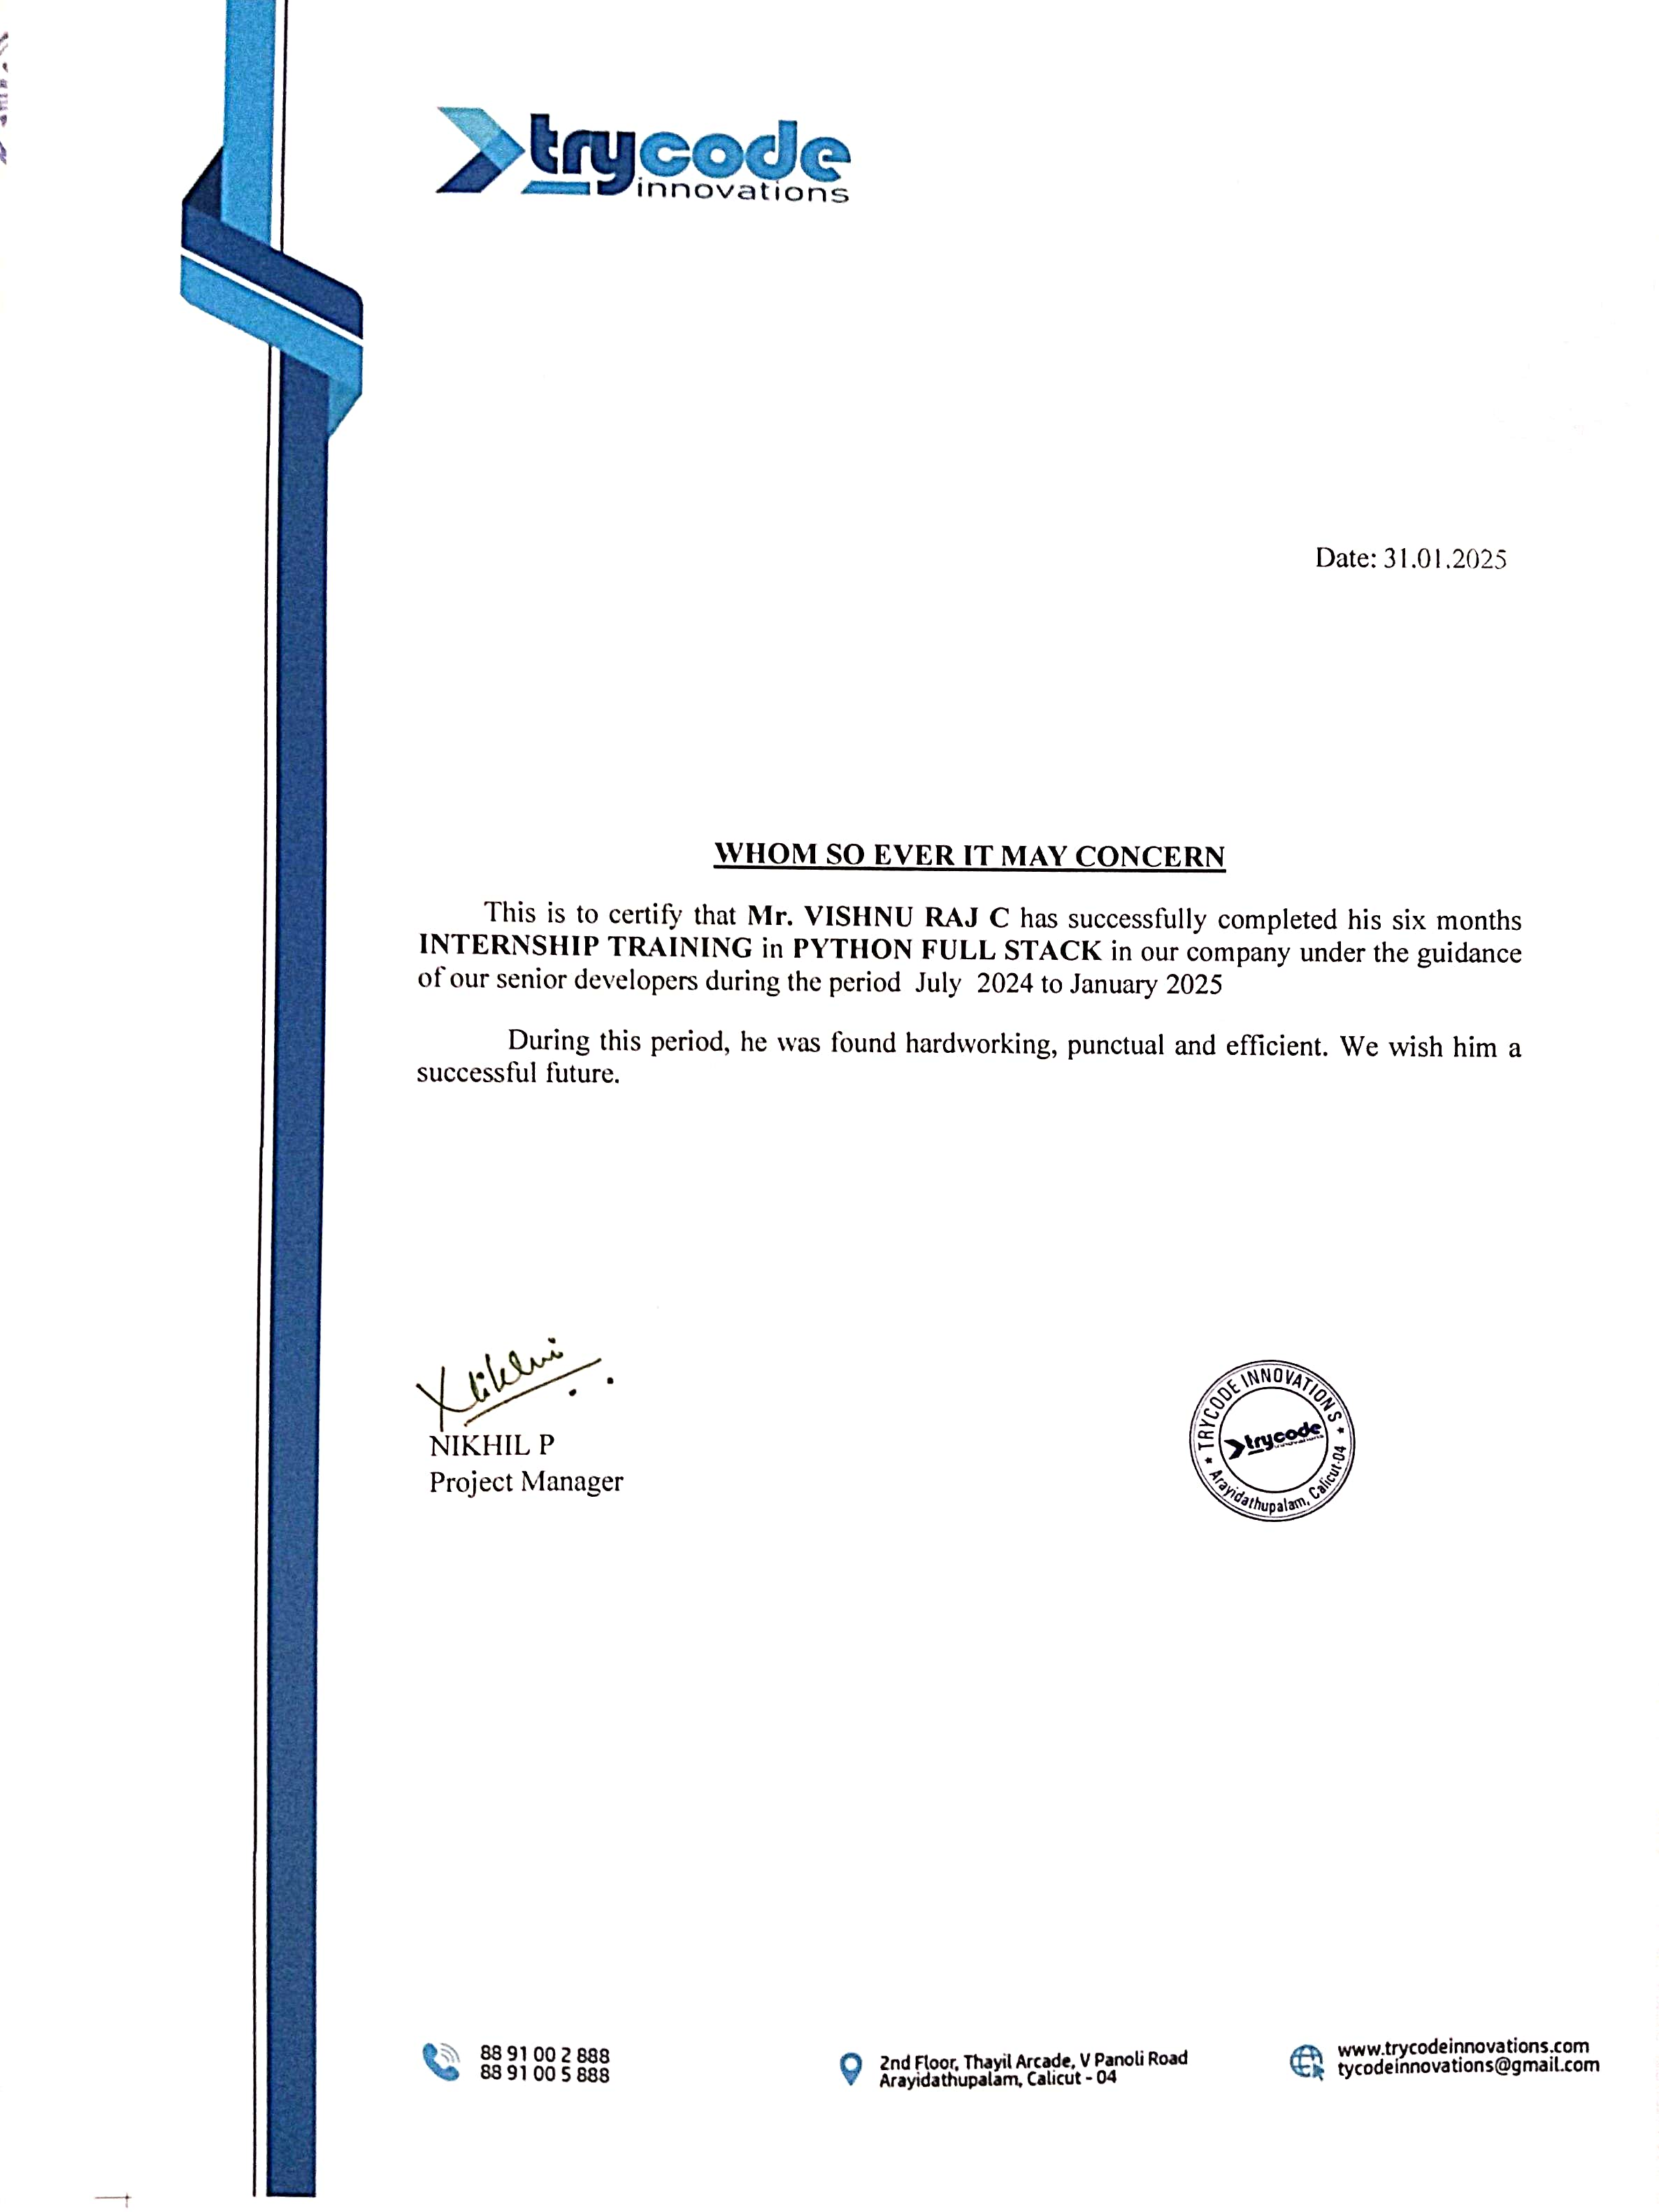 trycode
innovations
Date: 31.01.2025
WHOM SO EVER IT MAY CONCERN
This is to certify that Mr. VISHNU RAJ C has successfully completed his six months
INTERNSHIP TRAINING in PYTHON FULL STACK in our company under the guidance
of our senior developers during the period July 2024 to January 2025
During this period, he was found hardworking, punctual and efficient. We wish him a
successful future.
NIKHIL P
Project Manager
TRYCODE INNOVATIONS
trycode
Arayidathupalam, Calicut-04
88 91 00 2 888
88 91 00 5 888
2nd Floor, Thayil Arcade, V Panoli Road
Arayidathupalam, Calicut - 04
www.trycodeinnovations.com
tycodeinnovations@gmail.com